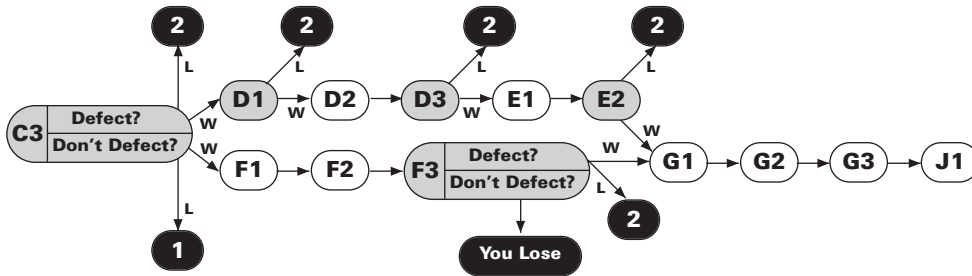 2
2
2
2
L
L
L
L
C3
Defect?
Don't Defect?
W
W
D1
W
D2
D3
W
E1
E2
W
F1
F2
F3
Defect?
Don't Defect?
W
L
G1
G2
G3
J1
L
1
2
You Lose